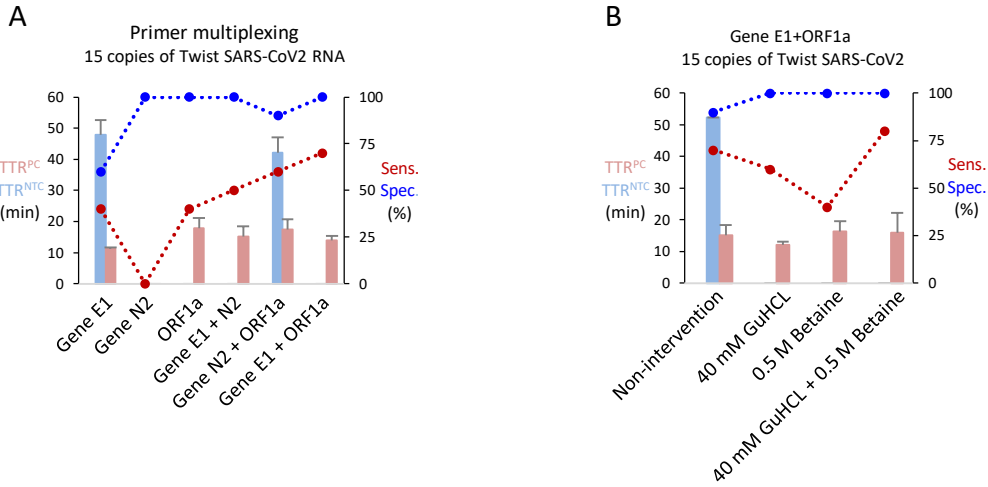 A
Primer multiplexing
15 copies of Twist SARS-CoV2 RNA
60
50
40
30
20
10
0
100
75
50
25
0
TTR^PC
TTR^NTC
(min)
Sens.
Spec.
(%)
Gene E1
Gene N2
ORF1a
Gene E1 + N2
Gene N2 + ORF1a
Gene E1 + ORF1a
B
Gene E1+ORF1a
15 copies of Twist SARS-CoV2
60
50
40
30
20
10
0
100
75
50
25
0
TTR^PC
TTR^NTC
(min)
Sens.
Spec.
(%)
Non-intervention
40 mM GuHCL
0.5 M Betaine
40 mM GuHCL + 0.5 M Betaine